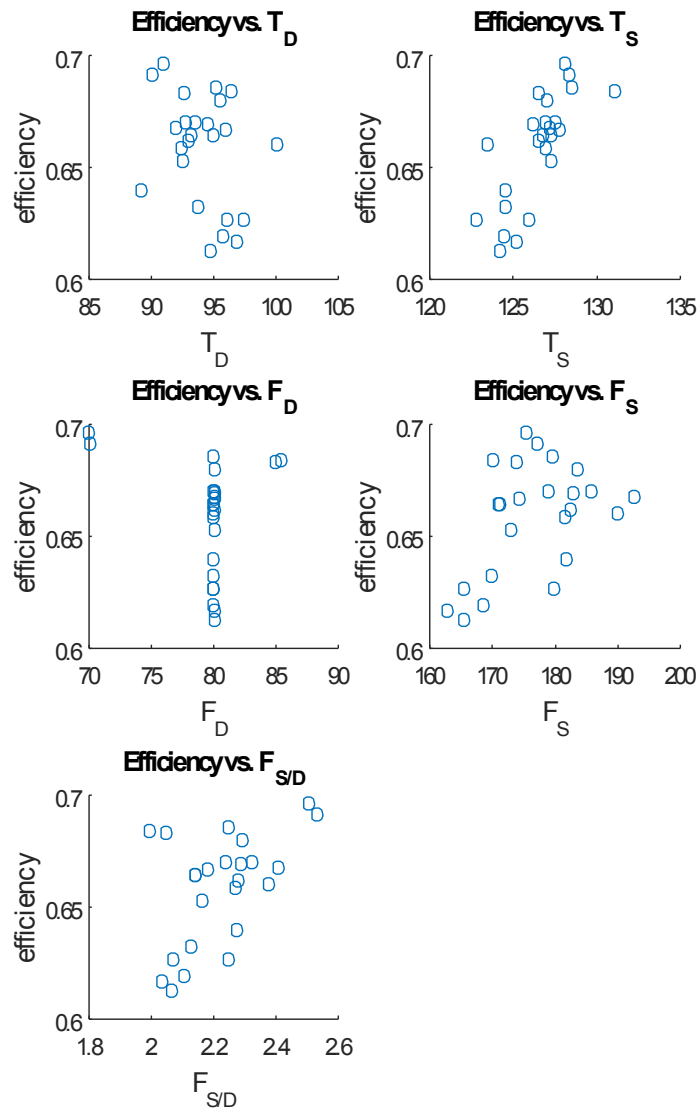 Efficiency vs. T_D
0.7
0.65
0.6
efficiency
85 90 95 100 105
T_D
Efficiency vs. T_S
0.7
0.65
0.6
efficiency
120 125 130 135
T_S
Efficiency vs. F_D
0.7
0.65
0.6
efficiency
70 75 80 85 90
F_D
Efficiency vs. F_S
0.7
0.65
0.6
efficiency
160 170 180 190 200
F_S
Efficiency vs. F_S/D
0.7
0.65
0.6
efficiency
1.8 2 2.2 2.4 2.6
F_S/D